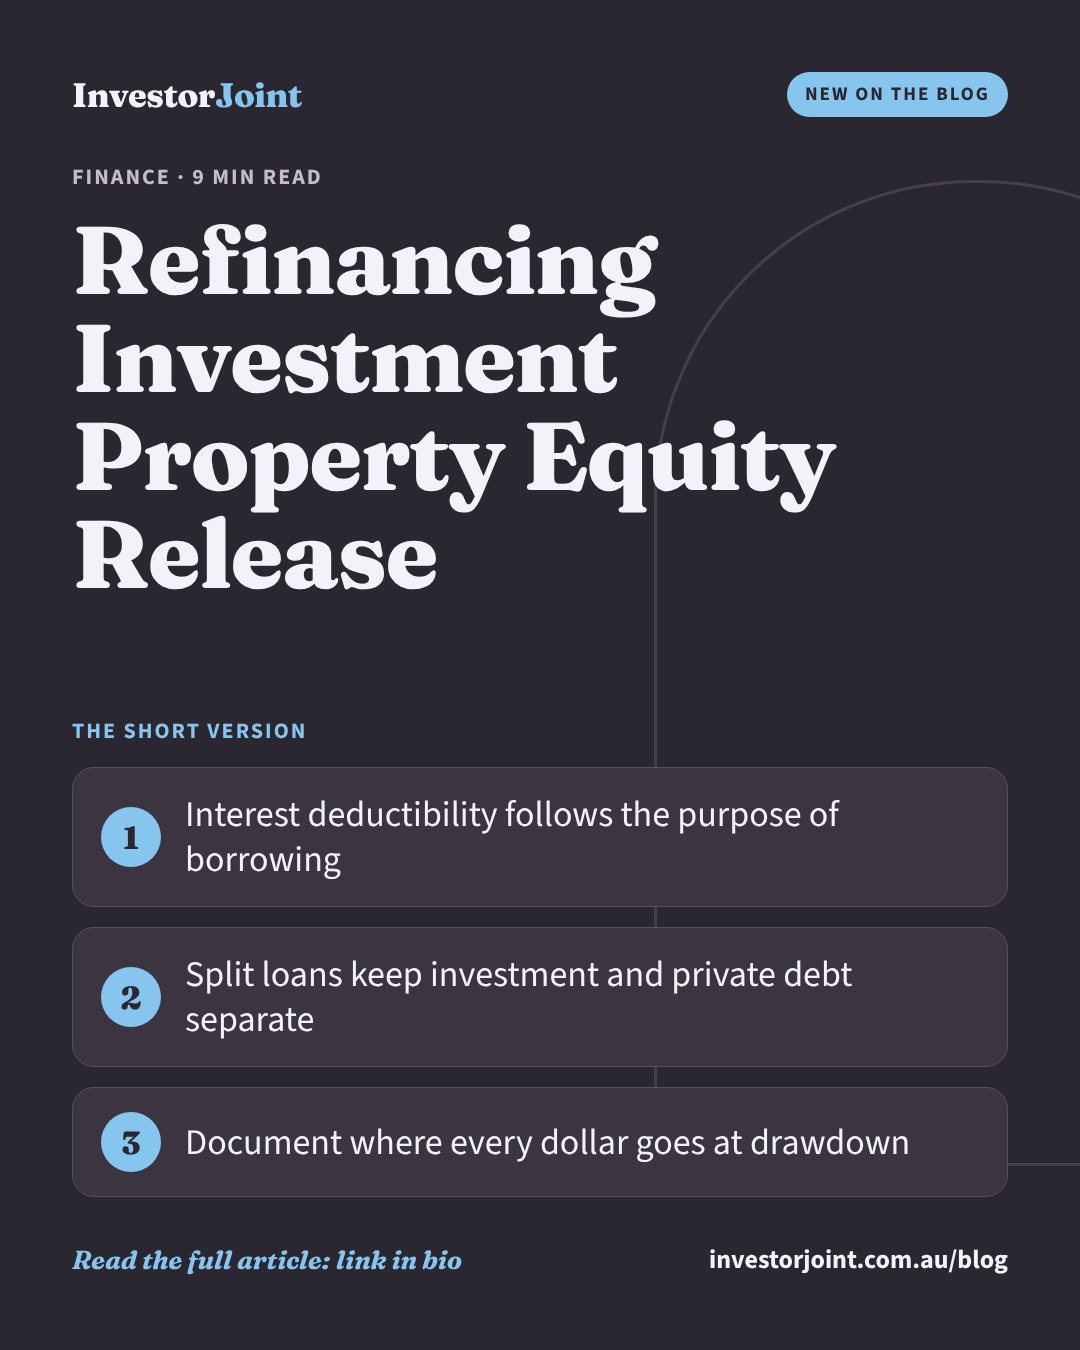 InvestorJoint
NEW ON THE BLOG
FINANCE · 9 MIN READ
Refinancing
Investment
Property Equity
Release
THE SHORT VERSION
1
Interest deductibility follows the purpose of
borrowing
2
Split loans keep investment and private debt
separate
3
Document where every dollar goes at drawdown
Read the full article: link in bio
investorjoint.com.au/blog